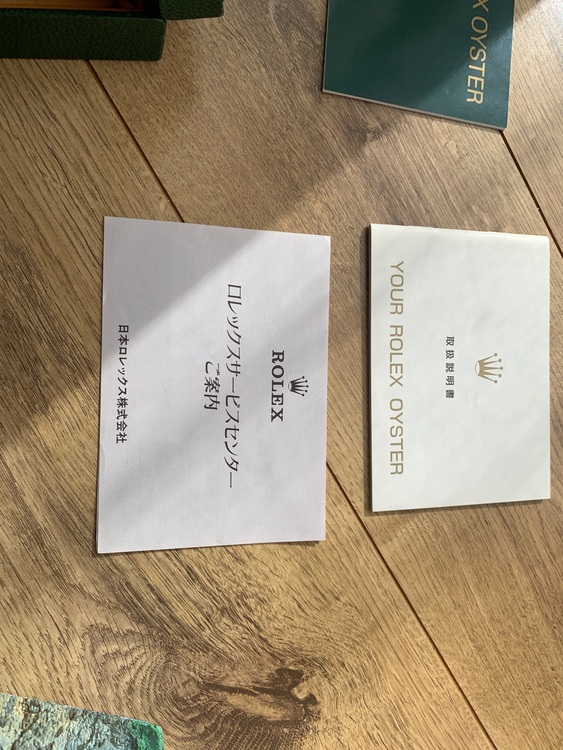 X OYSTER
ROLEX
ロレックスサービスセンター
ご案内
日本ロレックス株式会社
取扱説明書
YOUR ROLEX OYSTER